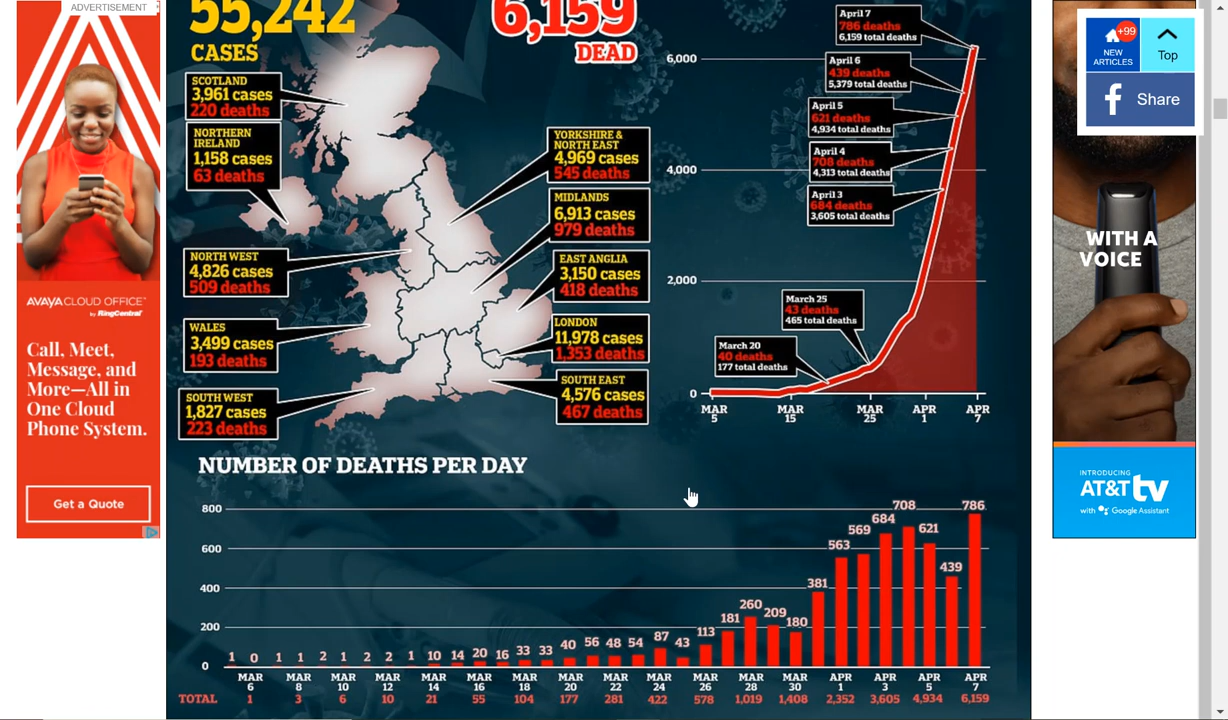 ADVERTISEMENT
AVAYA CLOUD OFFICE™
by RingCentral
Call, Meet,
Message, and
More—All in
One Cloud
Phone System.
Get a Quote
55,242
CASES
6,159
DEAD
SCOTLAND
3,961 cases
220 deaths
NORTHERN
IRELAND
1,158 cases
63 deaths
NORTH WEST
4,826 cases
509 deaths
WALES
3,499 cases
193 deaths
SOUTH WEST
1,827 cases
223 deaths
YORKSHIRE &
NORTH EAST
4,969 cases
545 deaths
MIDLANDS
6,913 cases
979 deaths
EAST ANGLIA
3,150 cases
418 deaths
LONDON
11,978 cases
1,353 deaths
SOUTH EAST
4,576 cases
467 deaths
6,000
4,000
2,000
0
April 7
786 deaths
6,159 total deaths
April 6
439 deaths
5,379 total deaths
April 5
621 deaths
4,934 total deaths
April 4
708 deaths
4,313 total deaths
April 3
684 deaths
3,605 total deaths
March 25
43 deaths
465 total deaths
March 20
40 deaths
177 total deaths
MAR 5 MAR 15 MAR 25 APR 1 APR 7
NUMBER OF DEATHS PER DAY
800
600
400
200
0
1 0 1 1 2 1 2 2 1 10 14 20 16 33 33 40 56 48 54 87 43 113 181 260 209 180 381 563 569 684 708 621 439 786
MAR 6 MAR 8 MAR 10 MAR 12 MAR 14 MAR 16 MAR 18 MAR 20 MAR 22 MAR 24 MAR 26 MAR 28 MAR 30 APR 1 APR 3 APR 5 APR 7
TOTAL 1 3 6 10 21 55 104 177 281 422 578 1,019 1,408 2,352 3,605 4,934 6,159
+99
NEW
ARTICLES
Top
f Share
WITH A
VOICE
INTRODUCING
AT&T tv
with Google Assistant